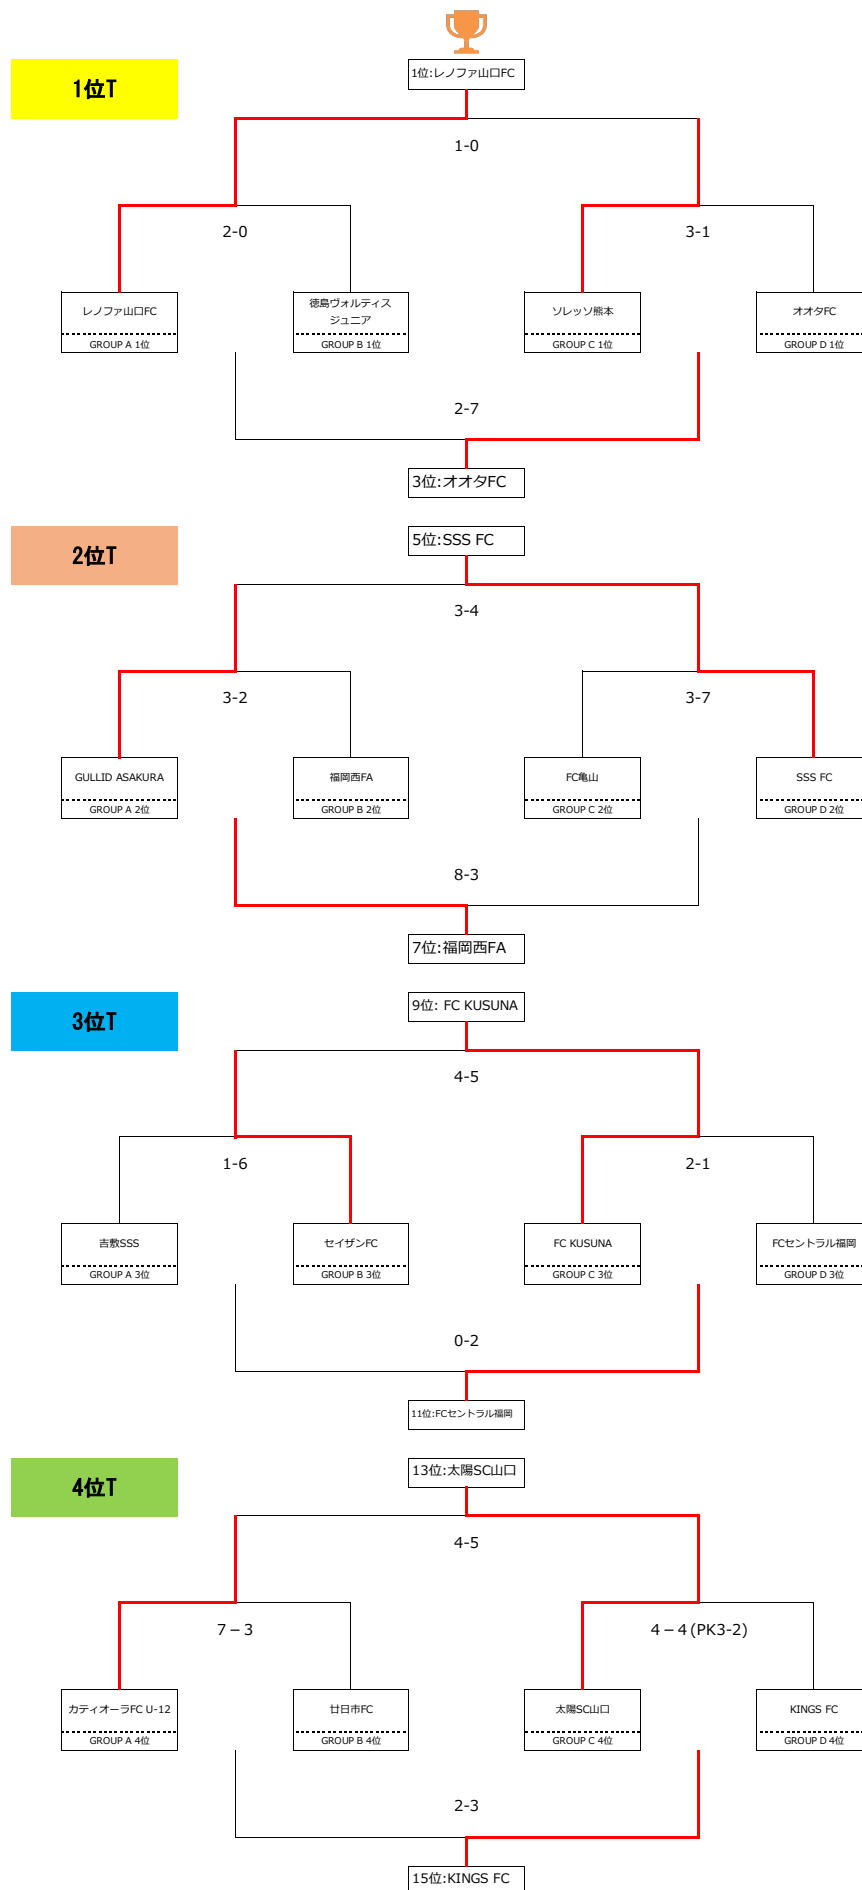 1位:レノファ山口FC
1位T
1-0
2-0
3-1
レノファ山口FC
徳島ヴォルティス
ジュニア
ソレッソ熊本
オオタFC
GROUP A 1位
GROUP B 1位
GROUP C 1位
GROUP D 1位
2-7
3位:オオタFC
2位T
5位:SSS FC
3-4
3-2
3-7
GULLID ASAKURA
福岡西FA
FC亀山
SSS FC
GROUP A 2位
GROUP B 2位
GROUP C 2位
GROUP D 2位
8-3
7位:福岡西FA
3位T
9位: FC KUSUNA
4-5
1-6
2-1
吉敷SSS
セイザンFC
FC KUSUNA
FCセントラル福岡
GROUP A 3位
GROUP B 3位
GROUP C 3位
GROUP D 3位
0-2
11位:FCセントラル福岡
4位T
13位:太陽SC山口
4-5
7－3
4－4(PK3-2)
カティオーラFC U-12
廿日市FC
太陽SC山口
KINGS FC
GROUP A 4位
GROUP B 4位
GROUP C 4位
GROUP D 4位
2-3
15位:KINGS FC